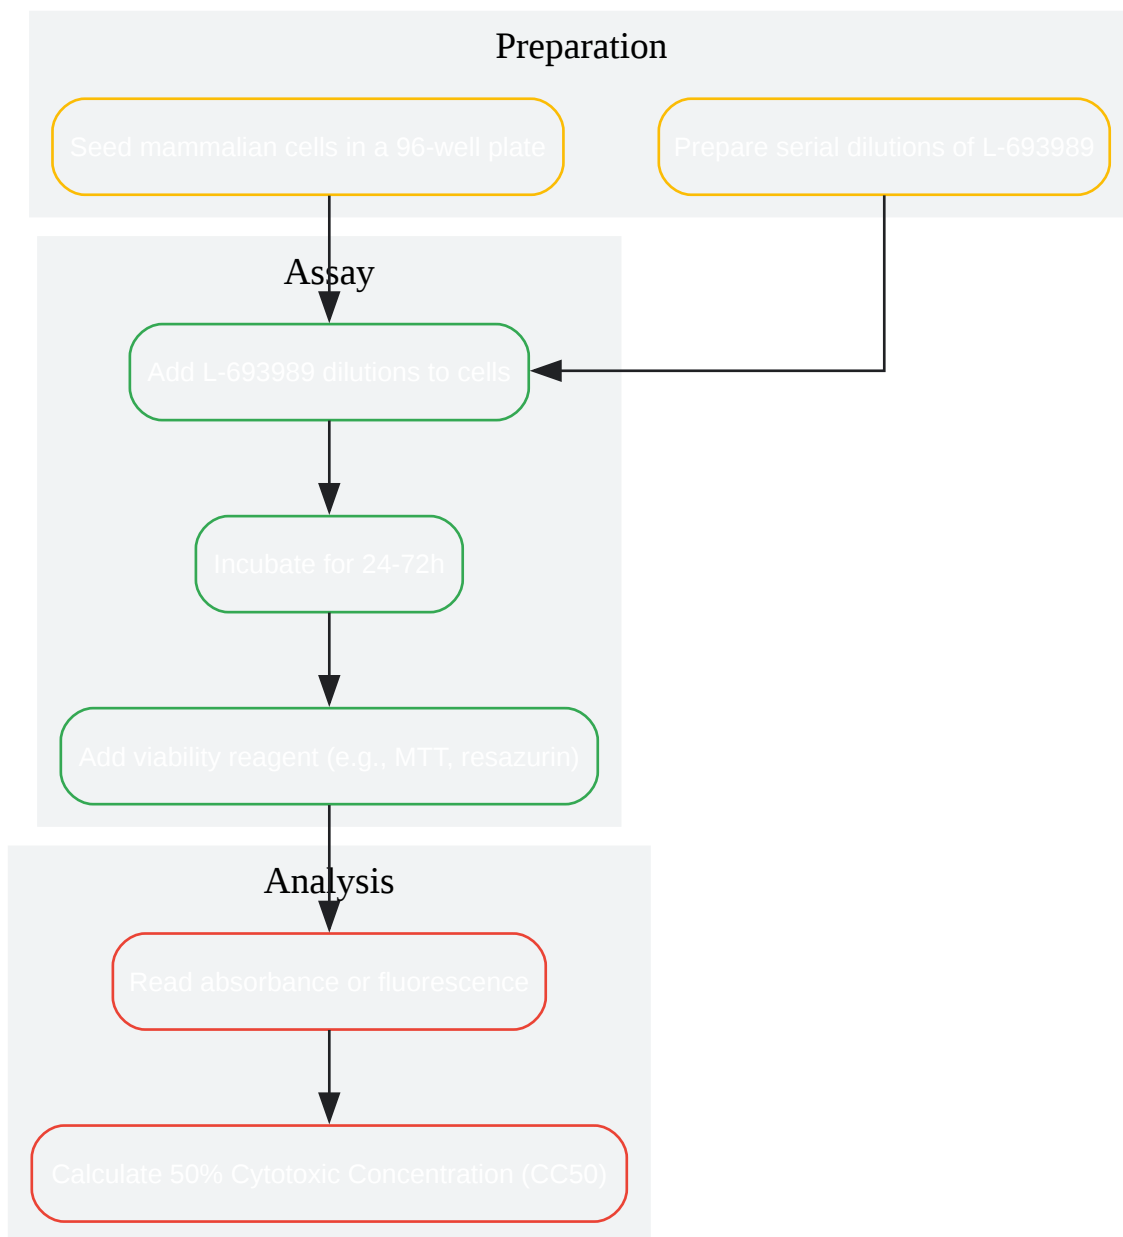 Preparation
Seed mammalian cells in a 96-well plate
Prepare serial dilutions of L-693989
Assay
Add L-693989 dilutions to cells
Incubate for 24-72h
Add viability reagent (e.g., MTT, resazurin)
Analysis
Read absorbance or fluorescence
Calculate 50% Cytotoxic Concentration (CC50)